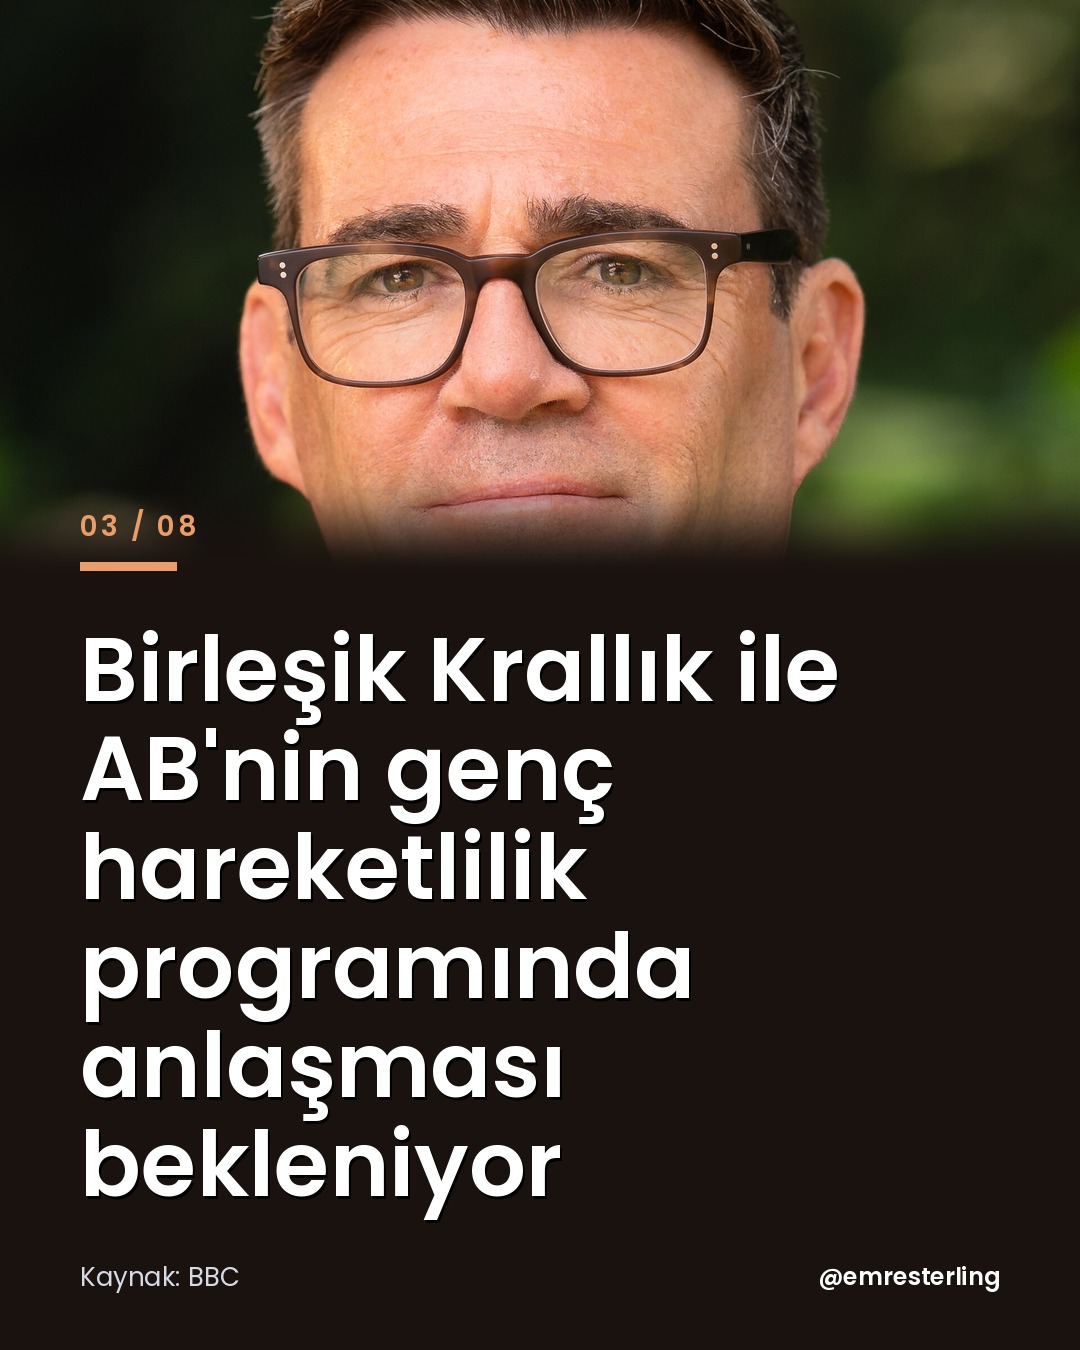 03 / 08
Birleşik Krallık ile
AB'nin genç
hareketlilik
programında
anlaşması
bekleniyor
Kaynak: BBC
@emresterling